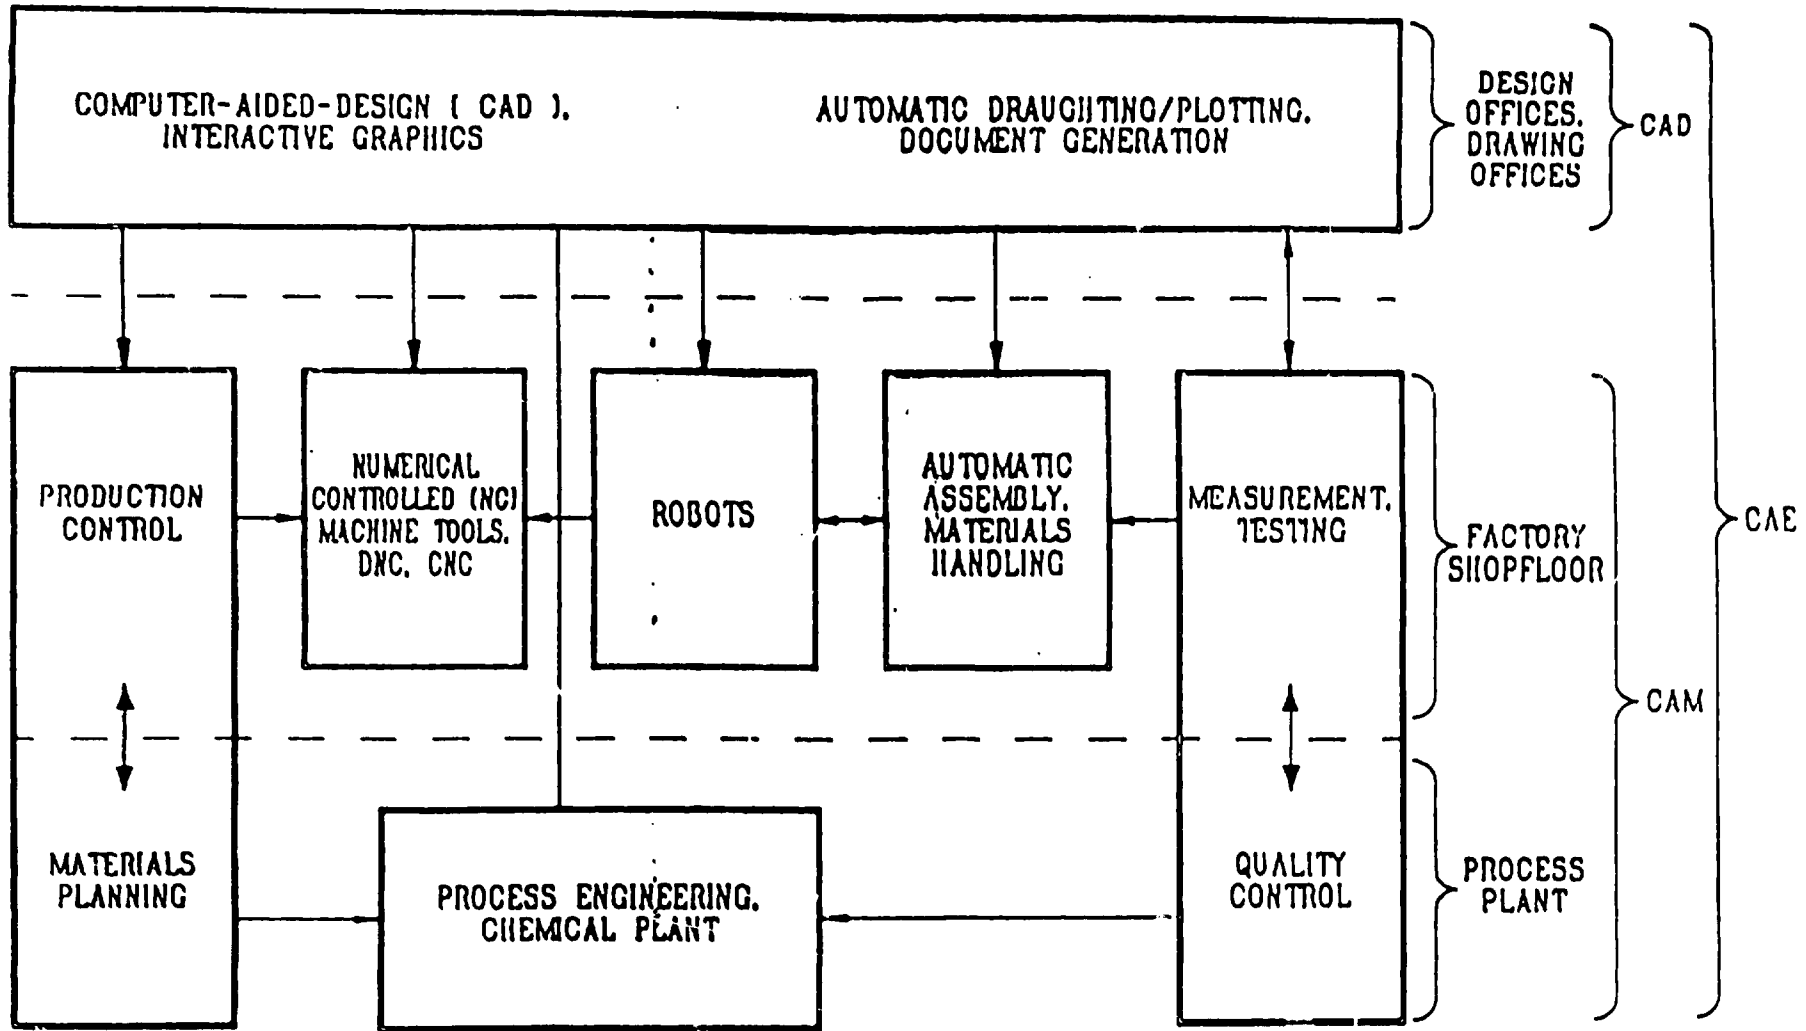 COMPUTER-AIDED-DESIGN ( CAD ).
INTERACTIVE GRAPHICS
AUTOMATIC DRAUGHTING/PLOTTING.
DOCUMENT GENERATION
DESIGN
OFFICES.
DRAWING
OFFICES
CAD
PRODUCTION
CONTROL
NUMERICAL
CONTROLLED (NC)
MACHINE TOOLS.
DNC. CNC
ROBOTS
AUTOMATIC
ASSEMBLY.
MATERIALS
HANDLING
MEASUREMENT.
TESTING
FACTORY
SHOPFLOOR
CAE
CAM
MATERIALS
PLANNING
PROCESS ENGINEERING.
CHEMICAL PLANT
QUALITY
CONTROL
PROCESS
PLANT